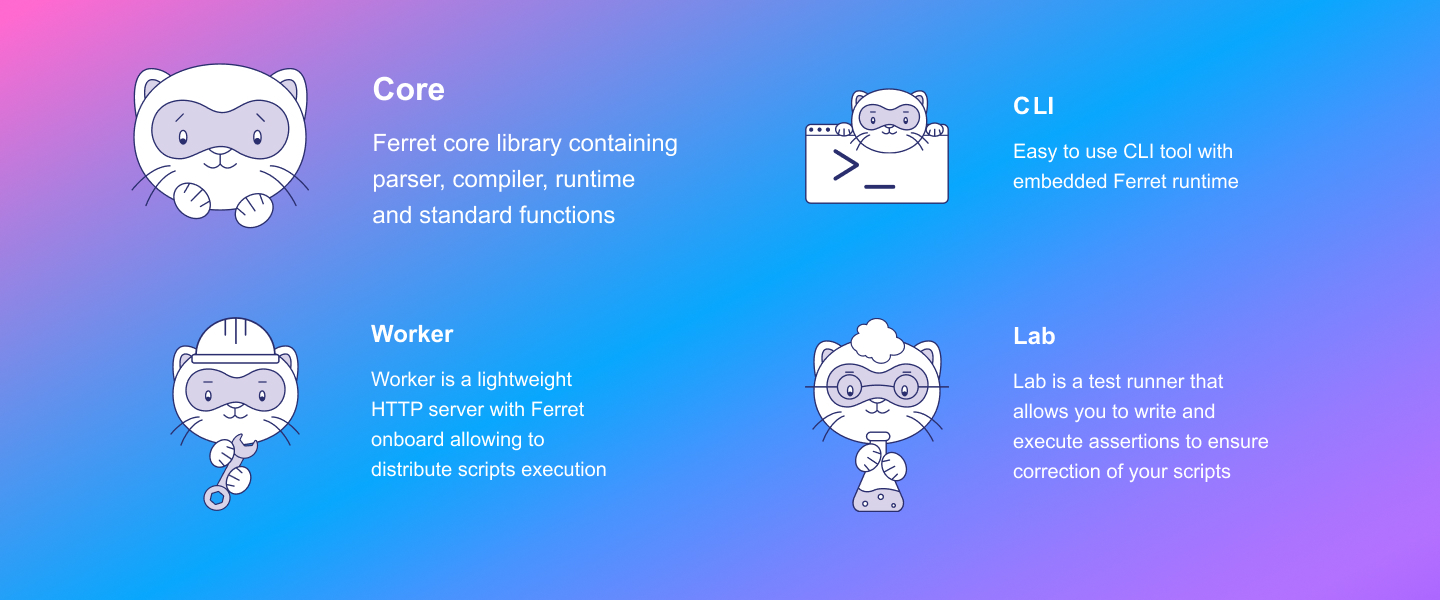 Core
Ferret core library containing
parser, compiler, runtime
and standard functions
CLI
Easy to use CLI tool with
embedded Ferret runtime
>_
Worker
Worker is a lightweight
HTTP server with Ferret
onboard allowing to
distribute scripts execution
Lab
Lab is a test runner that
allows you to write and
execute assertions to ensure
correction of your scripts